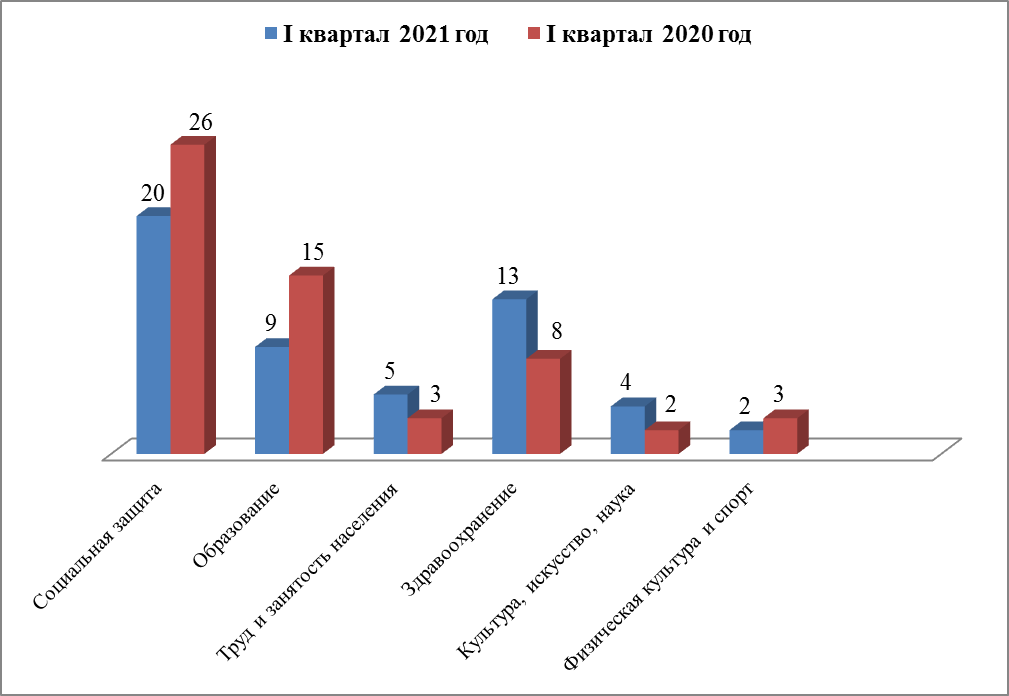 I квартал 2021 год
I квартал 2020 год
26
20
15
9
5
3
13
8
4
2
2
3
Социальная защита
Образование
Труд и занятость населения
Здравоохранение
Культура, искусство, наука
Физическая культура и спорт